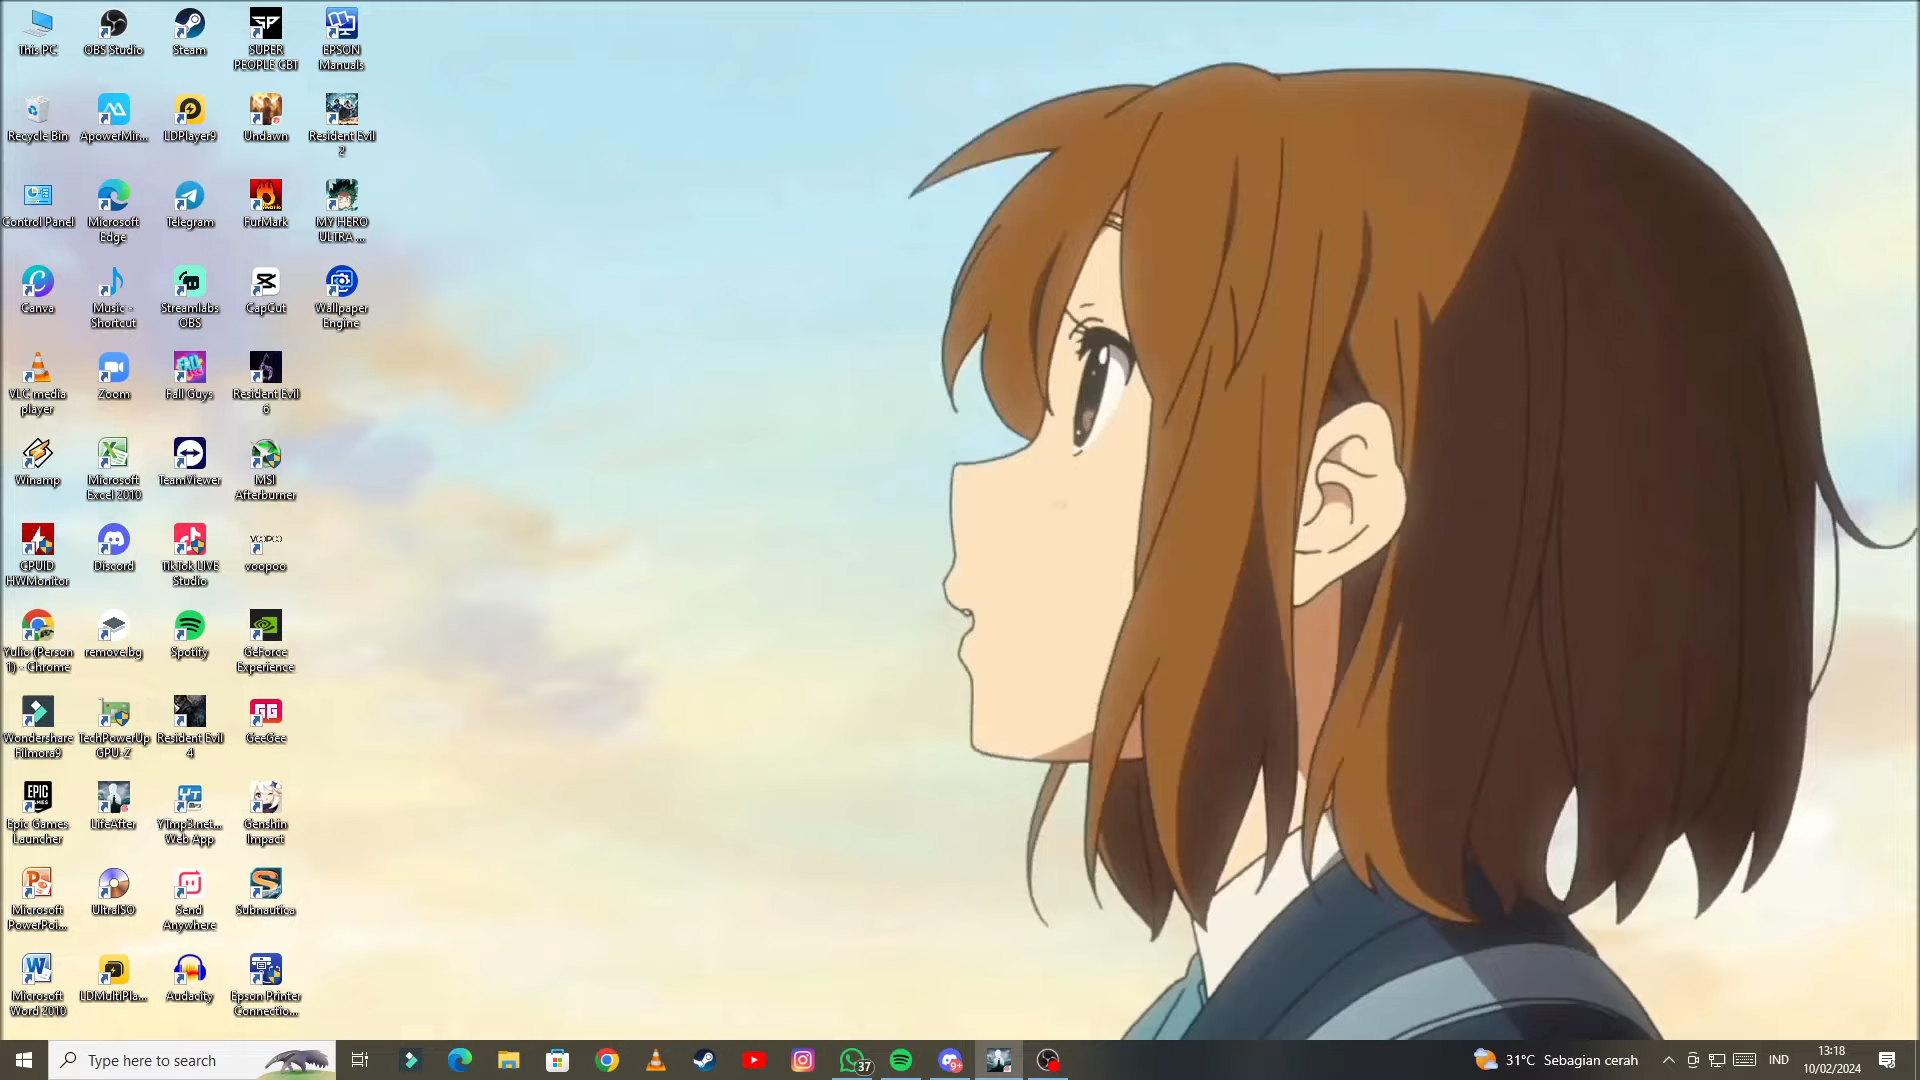 This PC
OBS Studio
Steam
SUPER
PEOPLE CBT
EPSON
Manuals
Recycle Bin
ApowerMir...
LDPlayer9
Undawn
Resident Evil
2
Control Panel
Microsoft
Edge
Telegram
FurMark
MY HERO
ULTRA ...
Canva
Music -
Shortcut
Streamlabs
OBS
CapCut
Wallpaper
Engine
VLC media
player
Zoom
Fall Guys
Resident Evil
6
Winamp
Microsoft
Excel 2010
TeamViewer
MSI
Afterburner
CPUID
HWMonitor
Discord
TikTok LIVE
Studio
VOOPOO
voopoo
Yulio (Person
1) - Chrome
remove.bg
Spotify
GeForce
Experience
Wondershare
Filmora9
TechPowerUp
GPU-Z
Resident Evil
4
GeeGee
Epic Games
Launcher
LifeAfter
YTmp3.net...
Web App
Genshin
Impact
Microsoft
PowerPoi...
UltraISO
Send
Anywhere
Subnautica
Microsoft
Word 2010
LDMultiPla...
Audacity
Epson Printer
Connectio...
Type here to search
37
9+
31°C Sebagian cerah
IND
13:18
10/02/2024